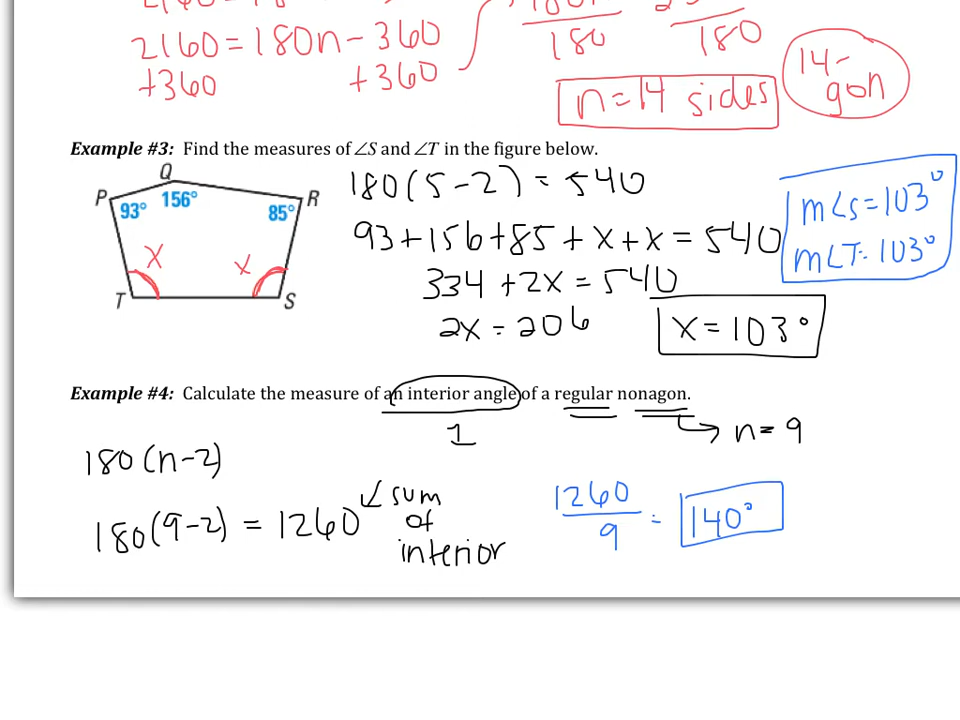 2160 = 180n - 360
+360 +360
180 180
n = 14 sides
14-
gon
Example #3: Find the measures of ∠S and ∠T in the figure below.
P Q R
93° 156° 85°
x x
T S
180(5-2) = 540
93+156+85+x+x = 540
334 + 2x = 540
2x = 206
x = 103°
m∠S = 103°
m∠T = 103°
Example #4: Calculate the measure of an interior angle of a regular nonagon.
1
n = 9
180(n-2)
180(9-2) = 1260
sum
of
interior
1260
9
= 140°